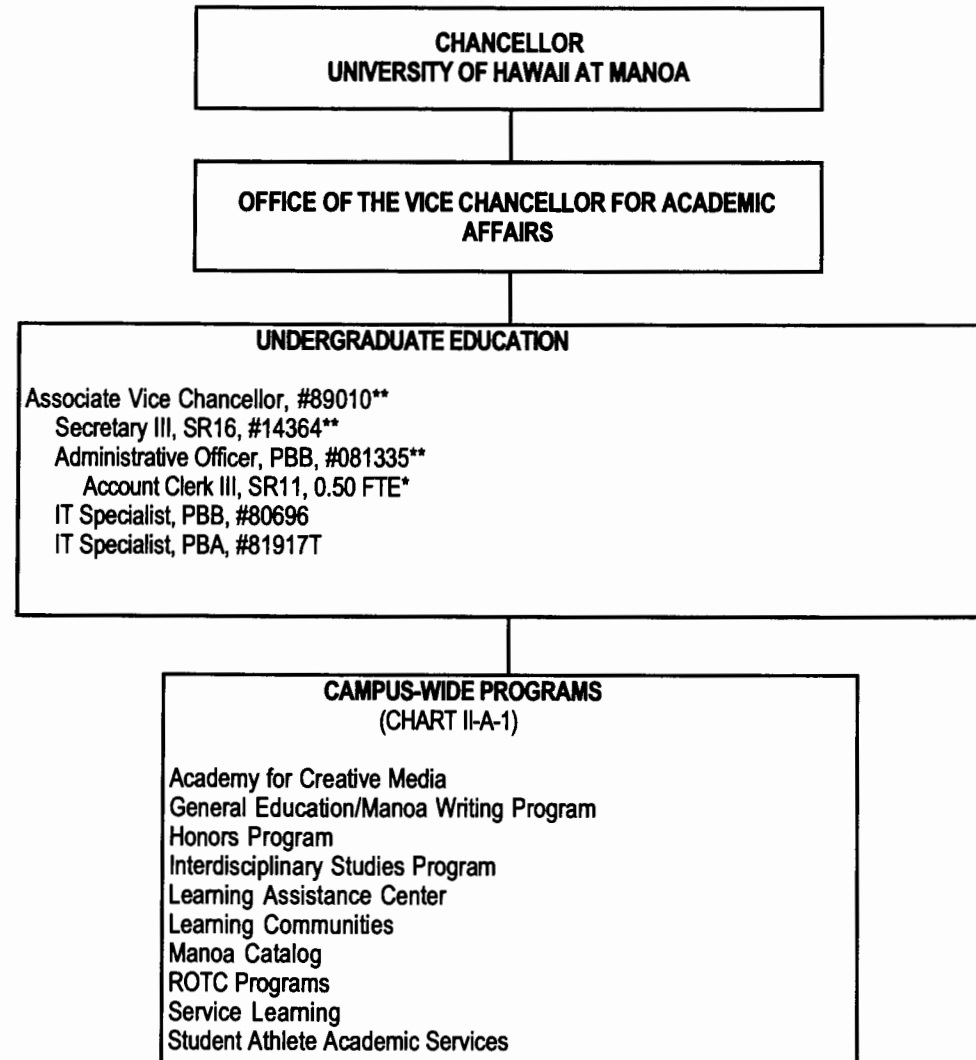 CHANCELLOR
UNIVERSITY OF HAWAII AT MANOA
OFFICE OF THE VICE CHANCELLOR FOR ACADEMIC
AFFAIRS
UNDERGRADUATE EDUCATION
Associate Vice Chancellor, #89010**
Secretary III, SR16, #14364**
Administrative Officer, PBB, #081335**
Account Clerk III, SR11, 0.50 FTE*
IT Specialist, PBB, #80696
IT Specialist, PBA, #81917T
CAMPUS-WIDE PROGRAMS
(CHART II-A-1)
Academy for Creative Media
General Education/Manoa Writing Program
Honors Program
Interdisciplinary Studies Program
Learning Assistance Center
Learning Communities
Manoa Catalog
ROTC Programs
Service Learning
Student Athlete Academic Services